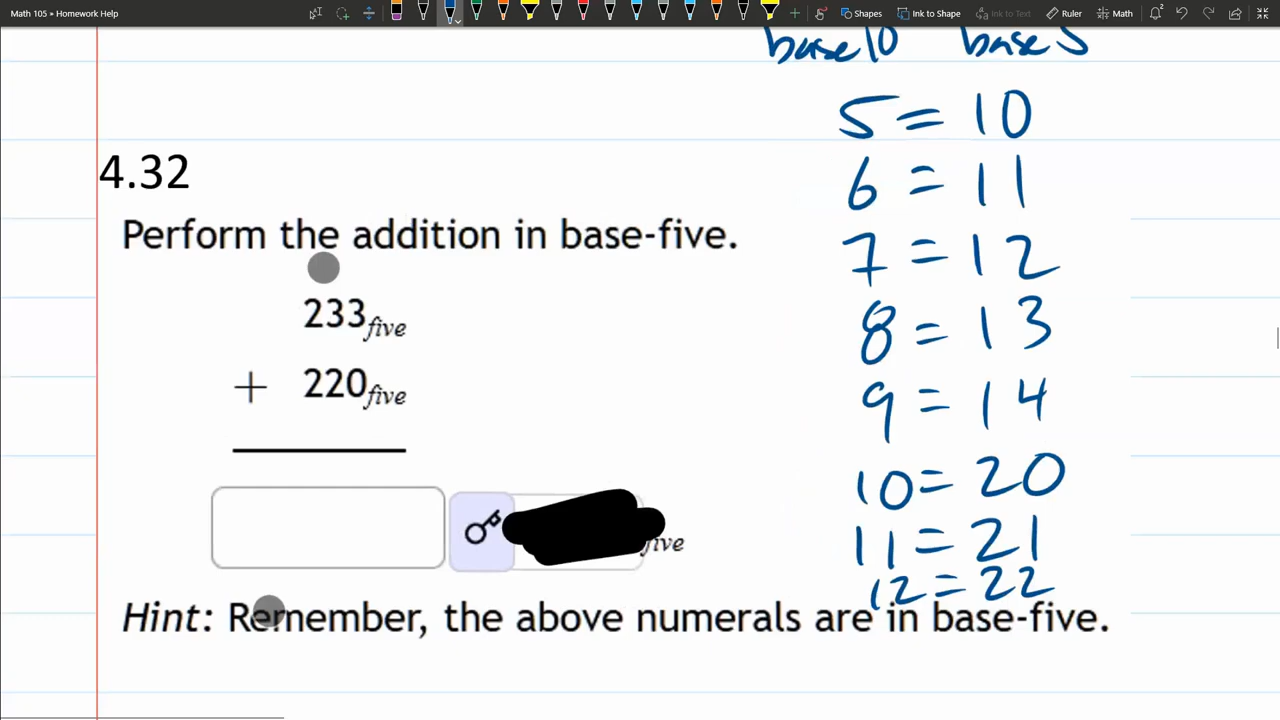 Math 105 » Homework Help
Shapes
Ink to Shape
Ink to Text
Ruler
Math
base 10 base 5
5 = 10
6 = 11
7 = 12
8 = 13
9 = 14
10 = 20
11 = 21
12 = 22
4.32
Perform the addition in base-five.
233five
+ 220five
five
Hint: Remember, the above numerals are in base-five.